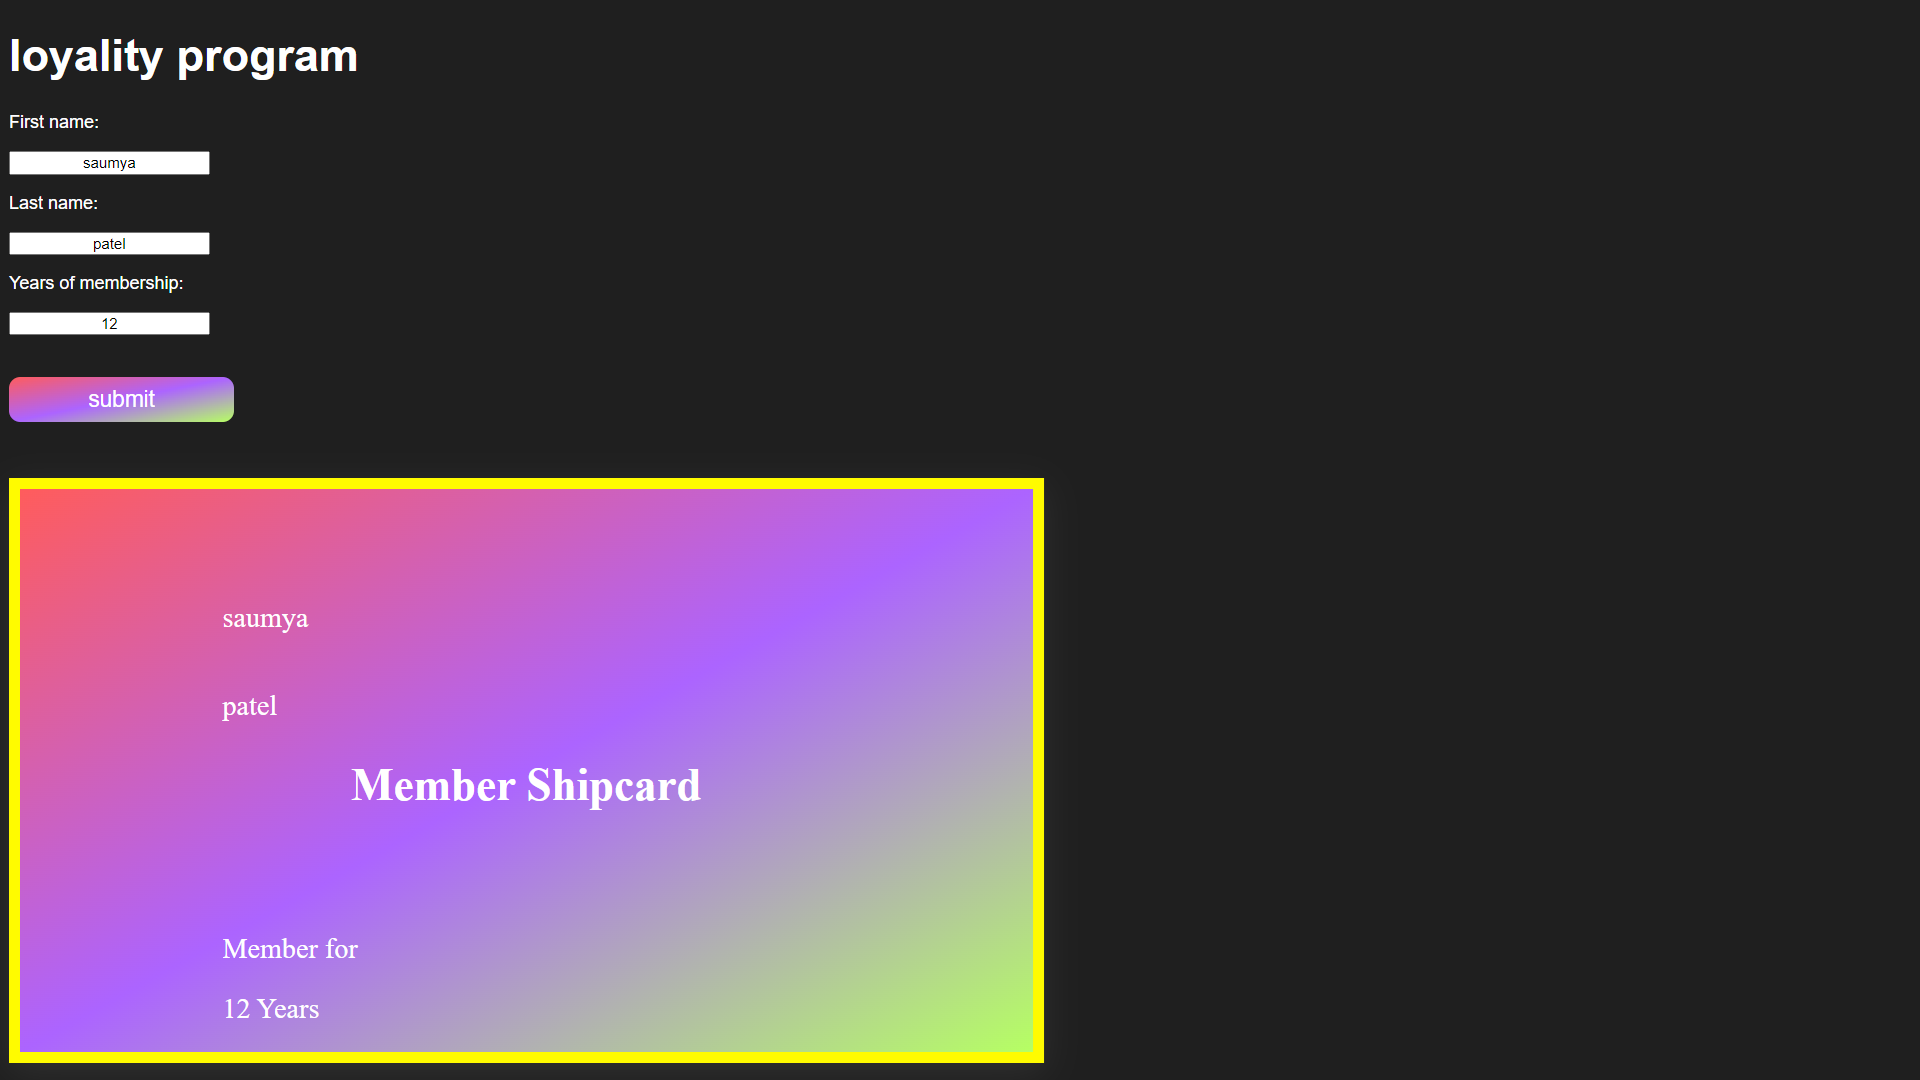 loyality program
First name:
saumya
Last name:
patel
Years of membership:
12
submit
saumya
patel
Member Shipcard
Member for
12 Years